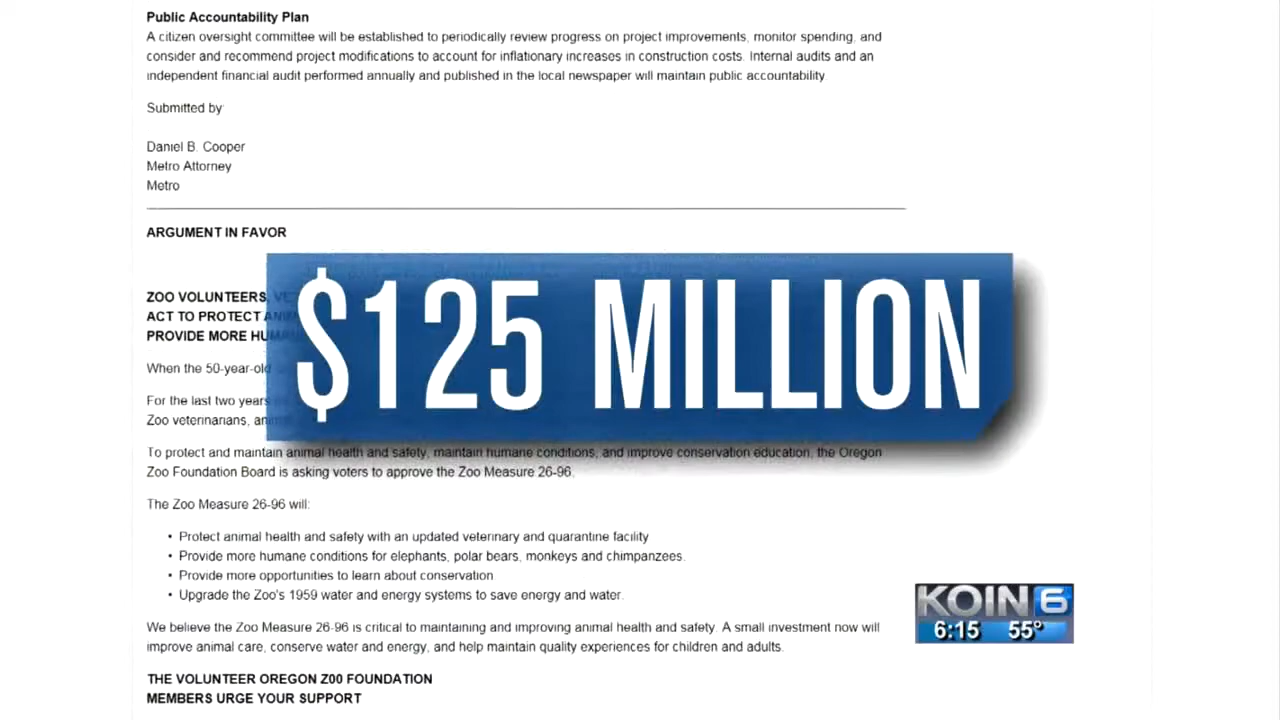 Public Accountability Plan
A citizen oversight committee will be established to periodically review progress on project improvements, monitor spending, and
consider and recommend project modifications to account for inflationary increases in construction costs. Internal audits and an
independent financial audit performed annually and published in the local newspaper will maintain public accountability.
Submitted by
Daniel B. Cooper
Metro Attorney
Metro
ARGUMENT IN FAVOR
ZOO VOLUNTEERS,
ACT TO PROTECT
PROVIDE MORE
When the 50-year-old
For the last two years
Zoo veterinarians,
$125 MILLION
To protect and maintain animal health and safety, maintain humane conditions, and improve conservation education, the Oregon
Zoo Foundation Board is asking voters to approve the Zoo Measure 26-96.
The Zoo Measure 26-96 will:
• Protect animal health and safety with an updated veterinary and quarantine facility
• Provide more humane conditions for elephants, polar bears, monkeys and chimpanzees.
• Provide more opportunities to learn about conservation
• Upgrade the Zoo's 1959 water and energy systems to save energy and water.
KOIN 6
6:15 55°
We believe the Zoo Measure 26-96 is critical to maintaining and improving animal health and safety. A small investment now will
improve animal care, conserve water and energy, and help maintain quality experiences for children and adults.
THE VOLUNTEER OREGON ZOO FOUNDATION
MEMBERS URGE YOUR SUPPORT